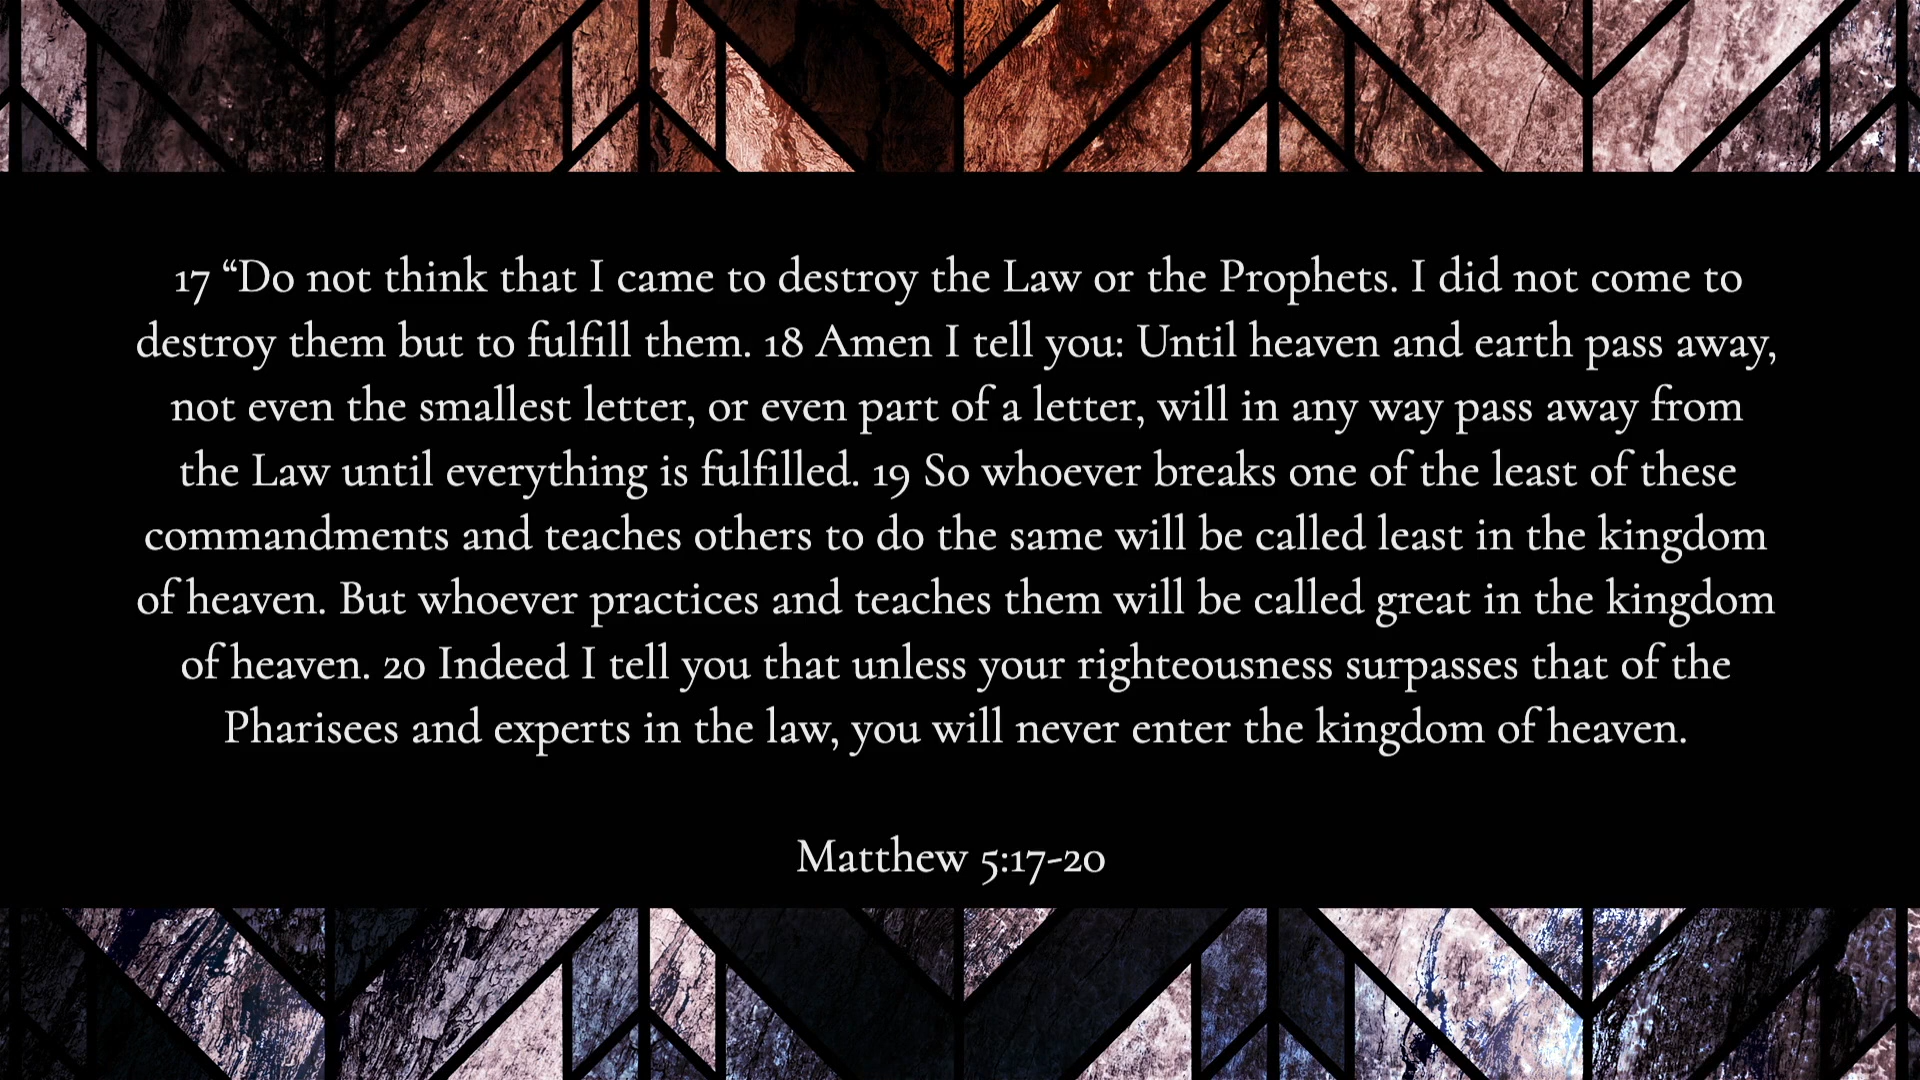 17 “Do not think that I came to destroy the Law or the Prophets. I did not come to
destroy them but to fulfill them. 18 Amen I tell you: Until heaven and earth pass away,
not even the smallest letter, or even part of a letter, will in any way pass away from
the Law until everything is fulfilled. 19 So whoever breaks one of the least of these
commandments and teaches others to do the same will be called least in the kingdom
of heaven. But whoever practices and teaches them will be called great in the kingdom
of heaven. 20 Indeed I tell you that unless your righteousness surpasses that of the
Pharisees and experts in the law, you will never enter the kingdom of heaven.
Matthew 5:17-20